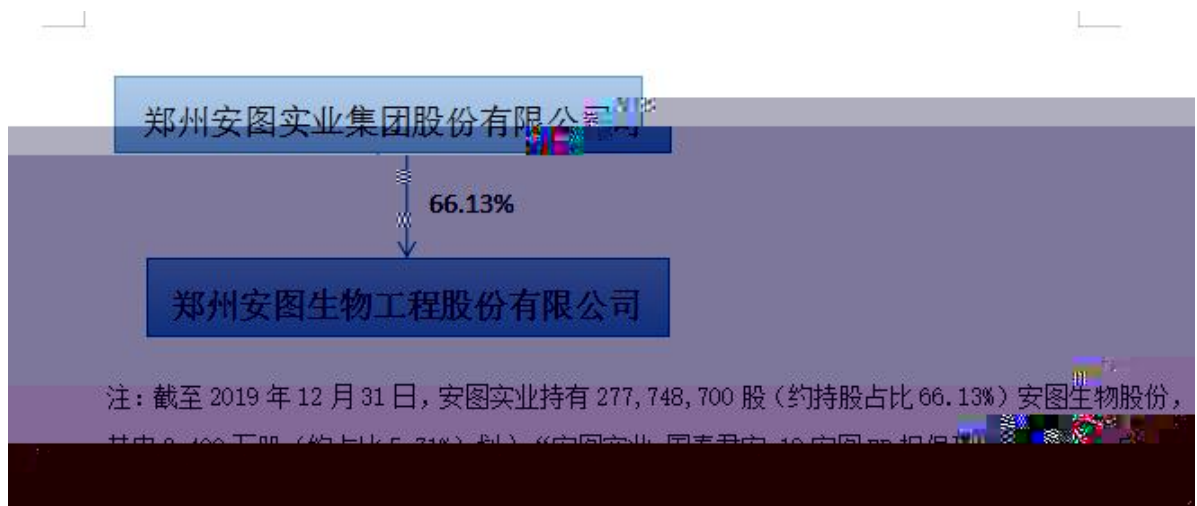 郑州安图实业集团股份有限公司
66.13%
郑州安图生物工程股份有限公司
注：截至 2019 年 12 月 31 日，安图实业持有 277,748,700 股（约持股占比 66.13%）安图生物股份，